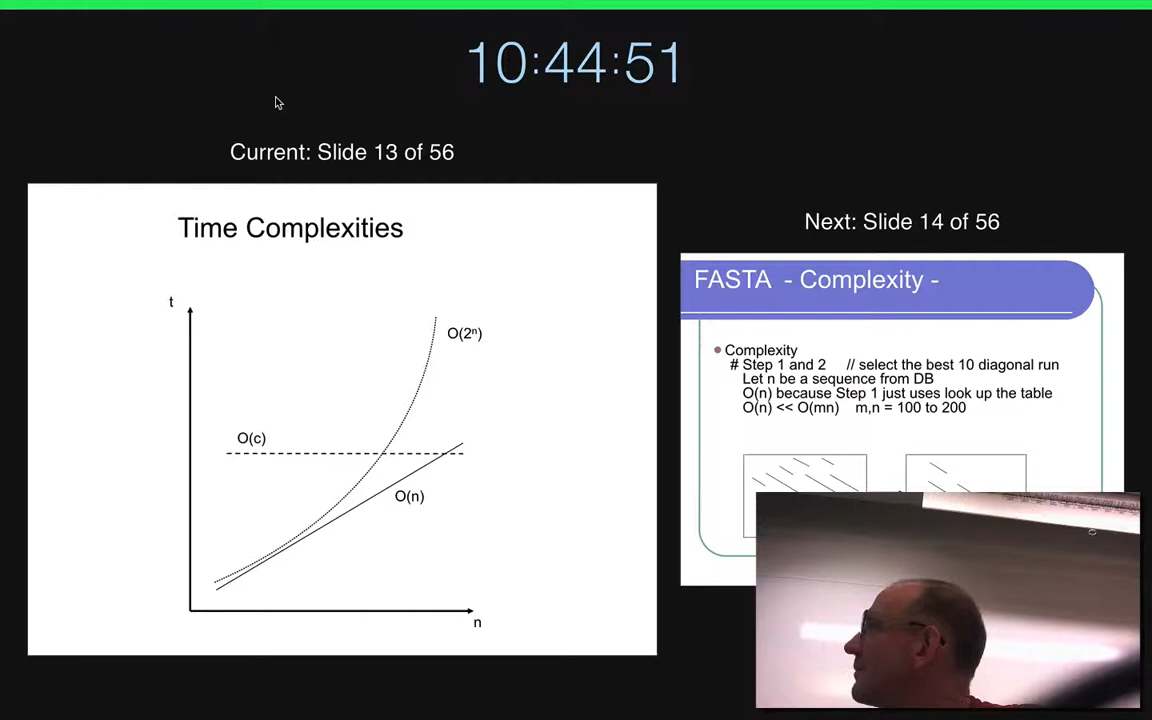 10:44:51
Current: Slide 13 of 56
Time Complexities
t
O(2ⁿ)
O(c)
O(n)
n
Next: Slide 14 of 56
FASTA - Complexity -
Complexity
# Step 1 and 2 // select the best 10 diagonal run
Let n be a sequence from DB
O(n) because Step 1 just uses look up the table
O(n) << O(mn) m,n = 100 to 200